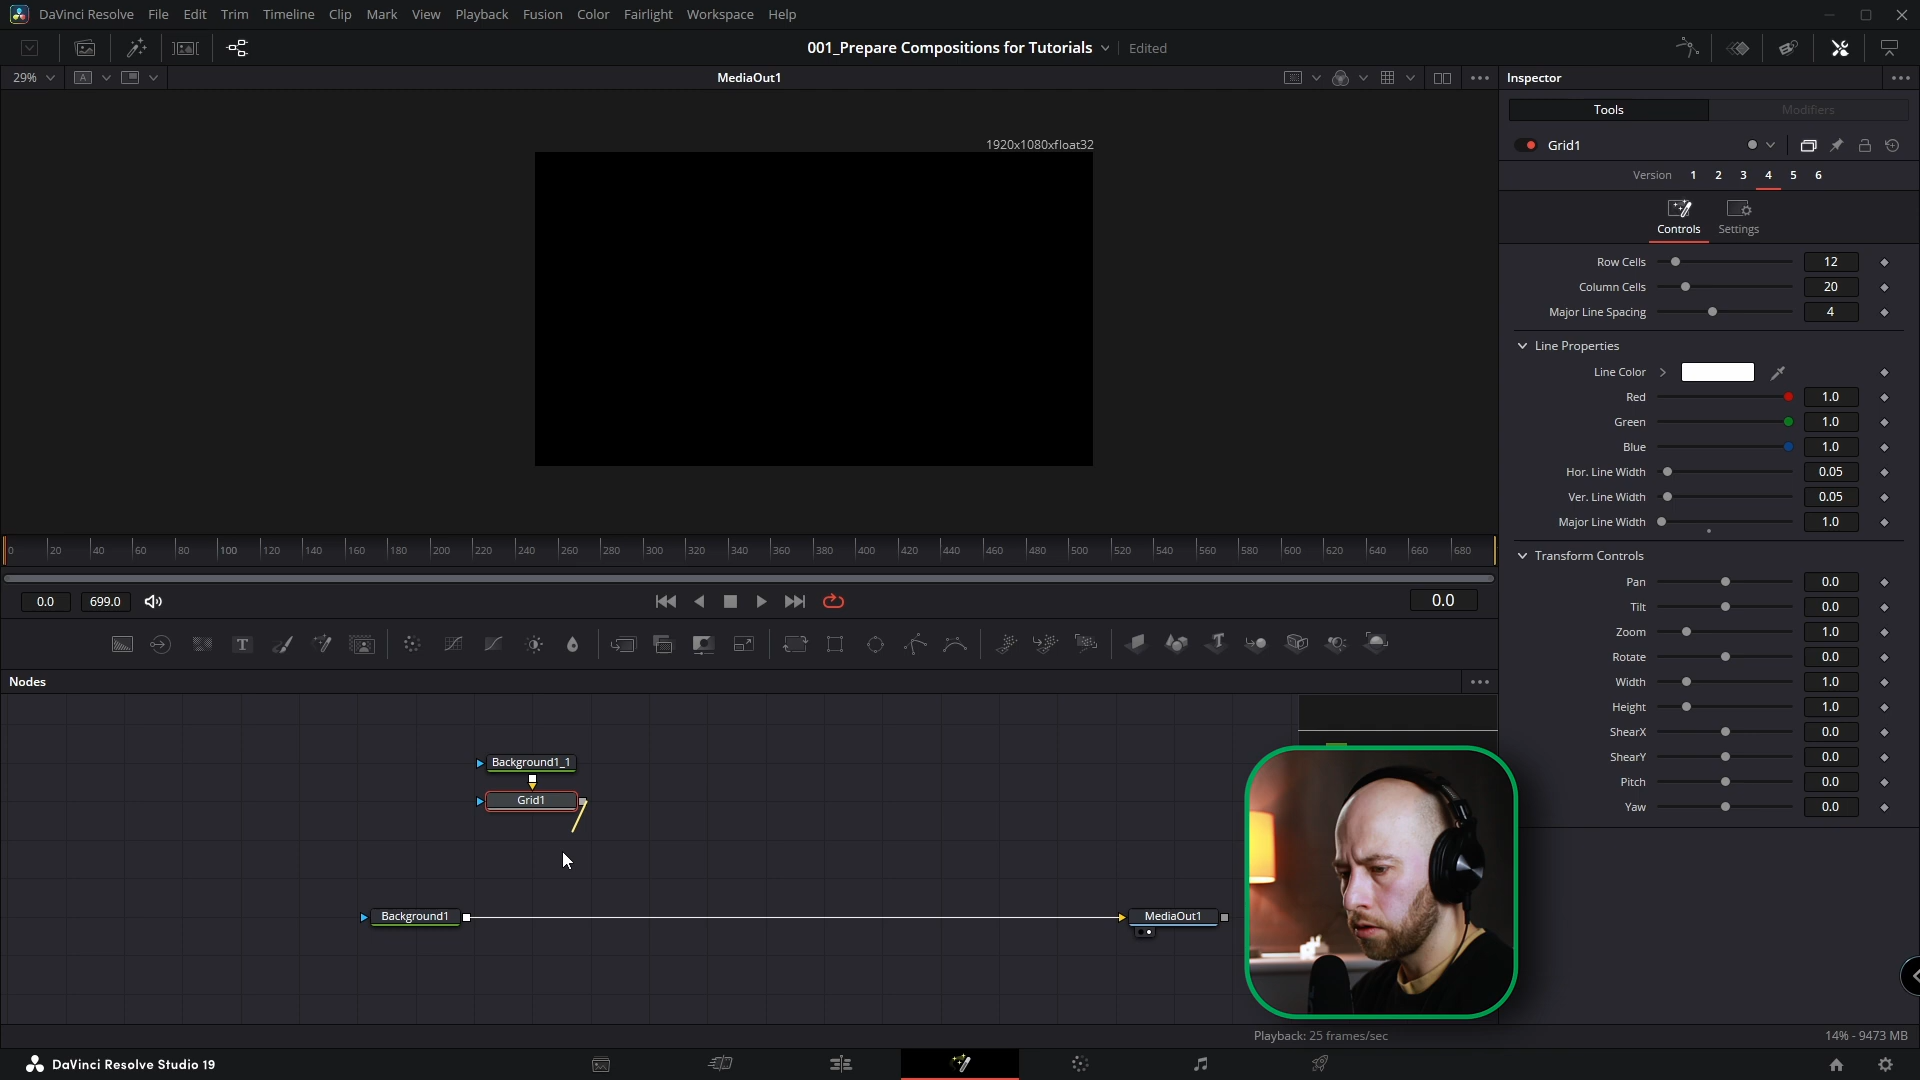 DaVinci Resolve File Edit Trim Timeline Clip Mark View Playback Fusion Color Fairlight Workspace Help
001_Prepare Compositions for Tutorials Edited
29% A MediaOut1 Inspector
Tools Modifiers
1920x1080xfloat32
Grid1
Version 1 2 3 4 5 6
Controls Settings
Row Cells 12
Column Cells 20
Major Line Spacing 4
Line Properties
Line Color
Red 1.0
Green 1.0
Blue 1.0
Hor. Line Width 0.05
Ver. Line Width 0.05
Major Line Width 1.0
0 20 40 60 80 100 120 140 160 180 200 220 240 260 280 300 320 340 360 380 400 420 440 460 480 500 520 540 560 580 600 620 640 660 680
Transform Controls
Pan 0.0
Tilt 0.0
Zoom 1.0
Rotate 0.0
Width 1.0
Height 1.0
ShearX 0.0
ShearY 0.0
Pitch 0.0
Yaw 0.0
0.0 699.0 0.0
T T
Nodes
Background1_1
Grid1
Background1 MediaOut1
Playback: 25 frames/sec 14% - 9473 MB
DaVinci Resolve Studio 19